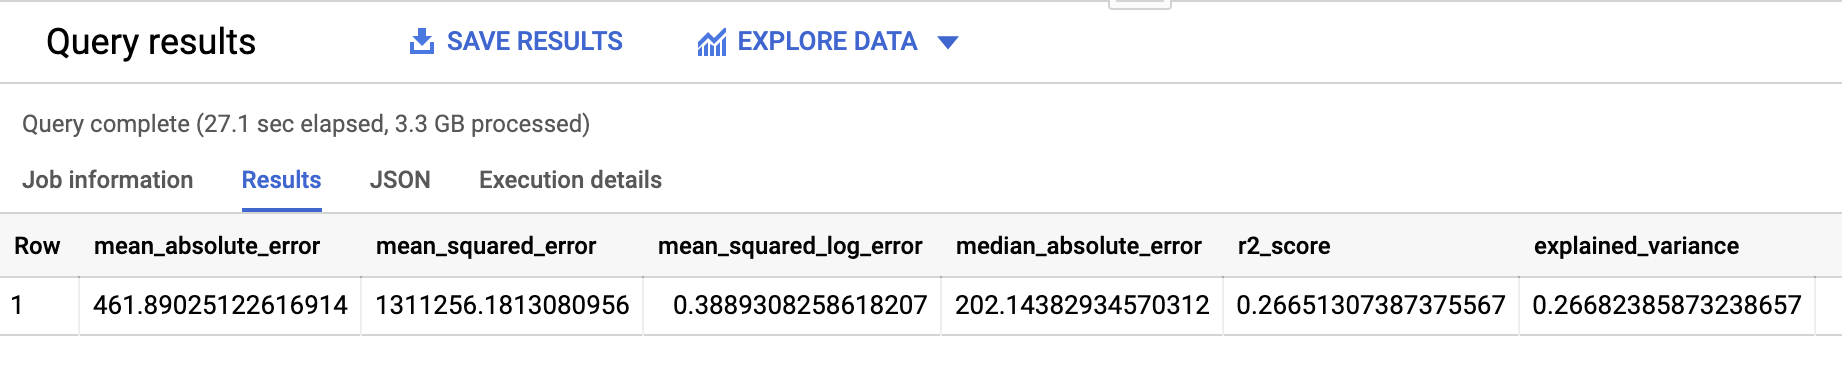 Query results SAVE RESULTS EXPLORE DATA
Query complete (27.1 sec elapsed, 3.3 GB processed)
Job information Results JSON Execution details
Row mean_absolute_error mean_squared_error mean_squared_log_error median_absolute_error r2_score explained_variance
1 461.89025122616914 1311256.1813080956 0.3889308258618207 202.14382934570312 0.26651307387375567 0.26682385873238657